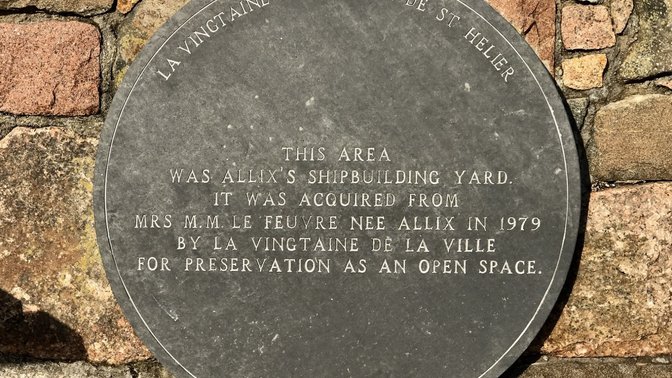 LA VINGTAINE DE ST HELIER
THIS AREA
WAS ALLIX'S SHIPBUILDING YARD.
IT WAS ACQUIRED FROM
MRS M.M. LE FEUVRE NEE ALLIX IN 1979
BY LA VINGTAINE DE LA VILLE
FOR PRESERVATION AS AN OPEN SPACE.